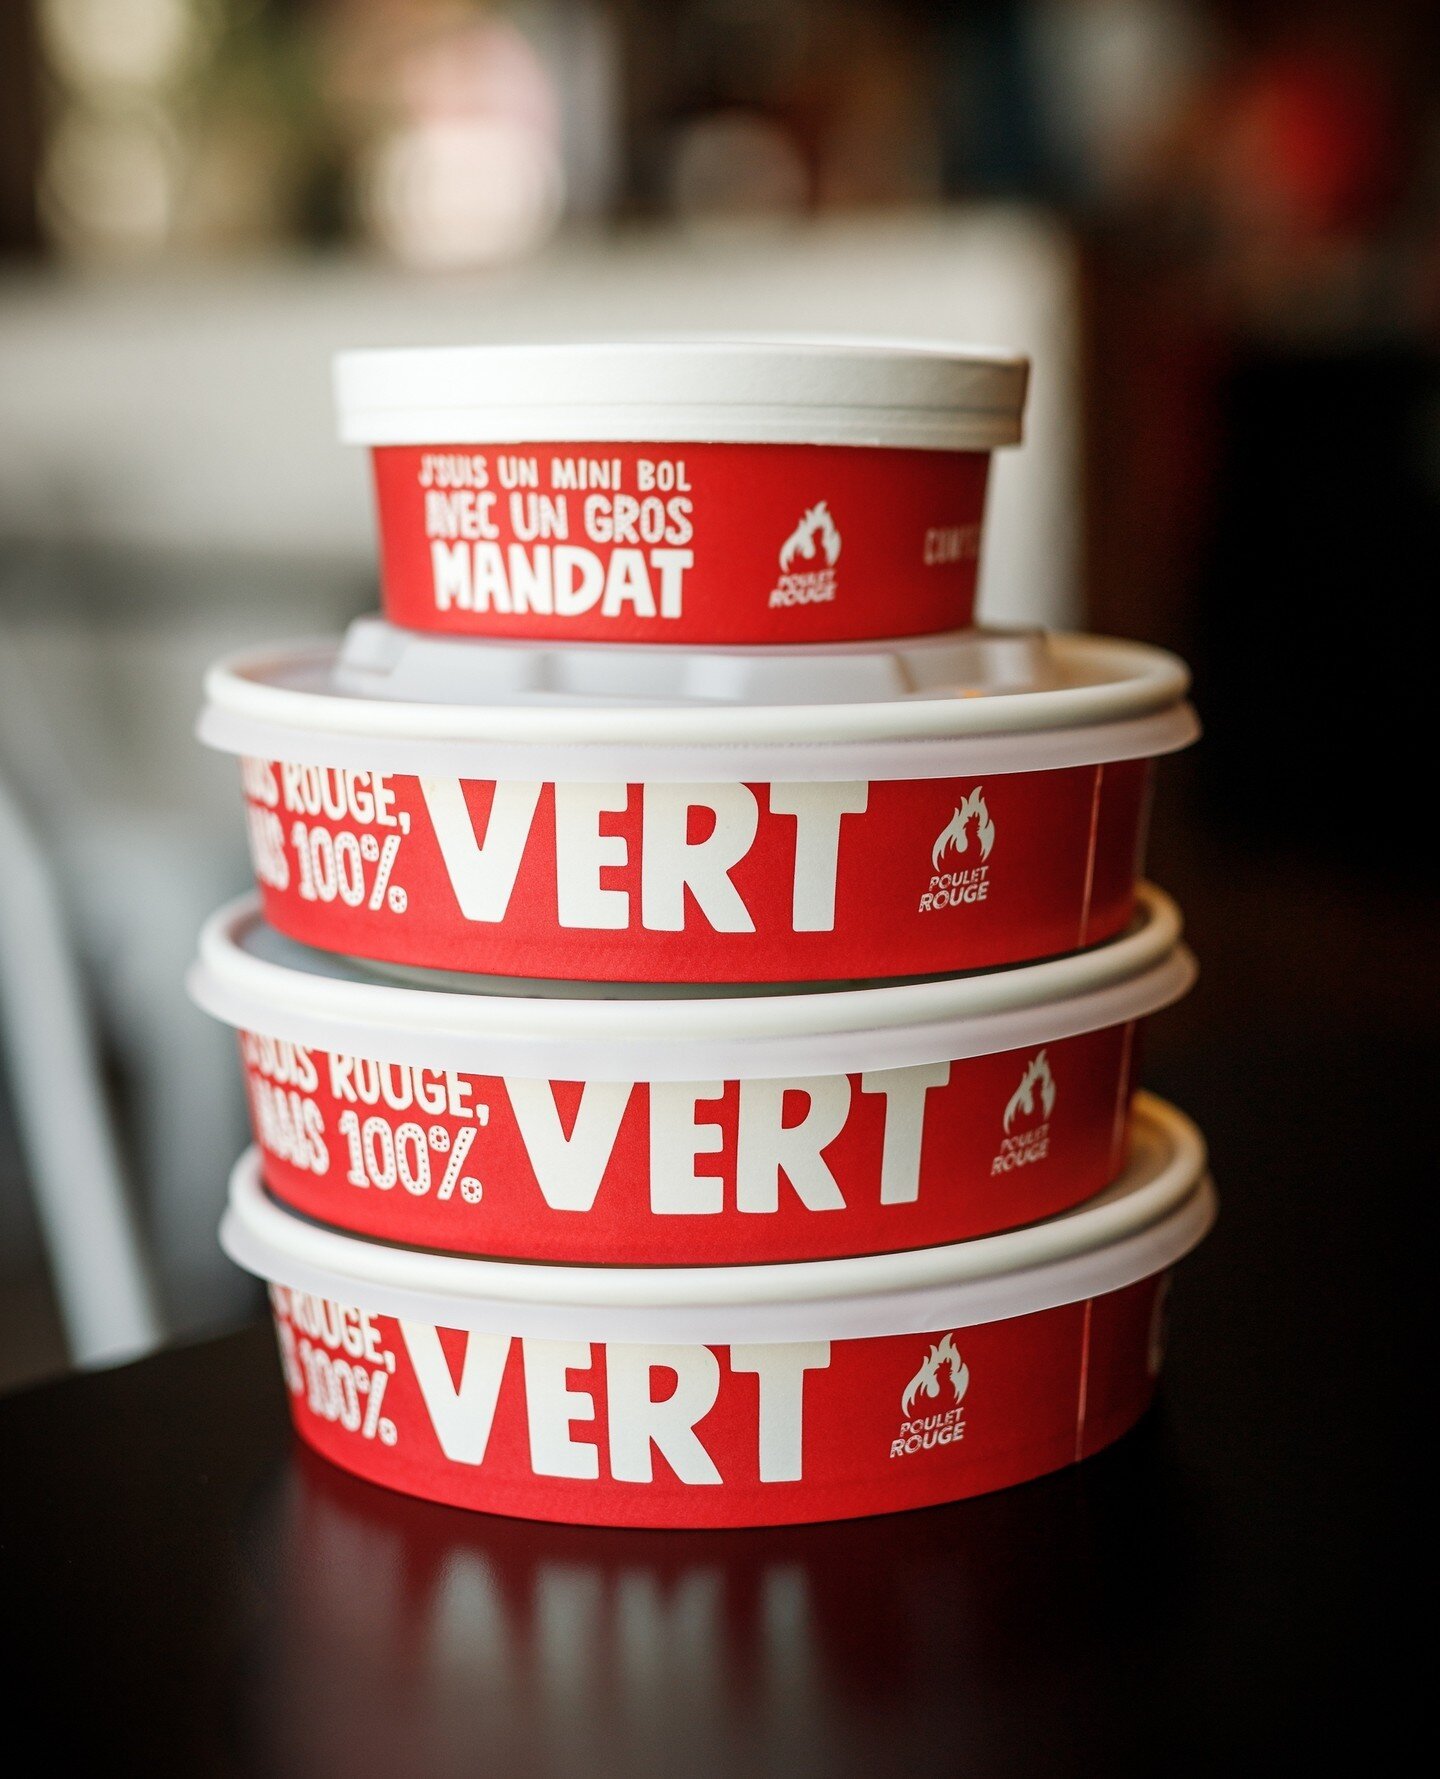 J'SUIS UN MINI BOL
AVEC UN GROS
MANDAT
POULET
ROUGE
ROUGE,
100%
VERT
POULET
ROUGE
J'SUIS ROUGE,
MAIS 100%
VERT
POULET
ROUGE
ROUGE,
100%
VERT
POULET
ROUGE